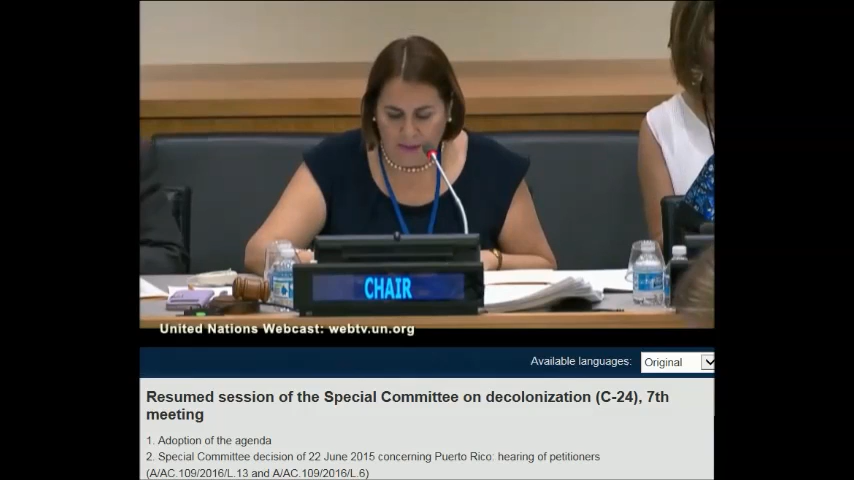 CHAIR
United Nations Webcast: webtv.un.org
Available languages: Original
Resumed session of the Special Committee on decolonization (C-24), 7th
meeting
1. Adoption of the agenda
2. Special Committee decision of 22 June 2015 concerning Puerto Rico: hearing of petitioners
(A/AC.109/2016/L.13 and A/AC.109/2016/L.6)